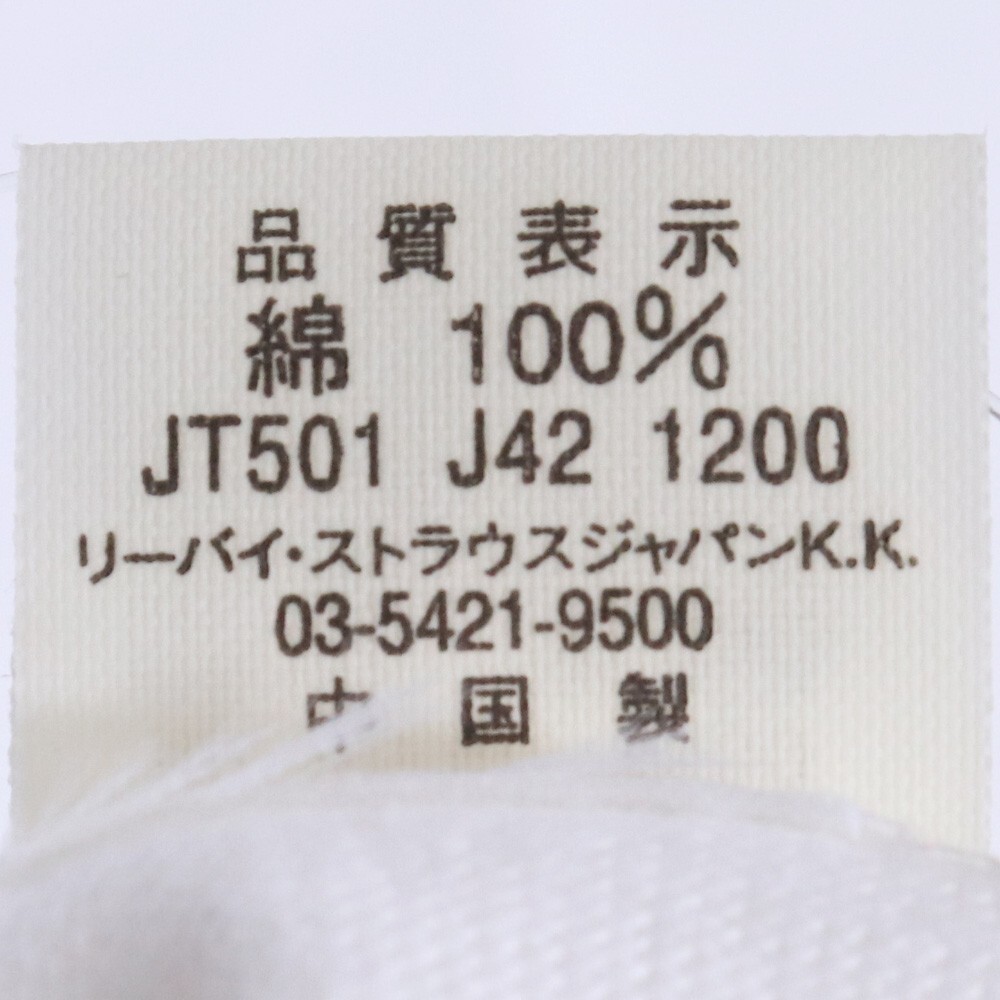 品質表示
綿 100%
JT501 J42 1200
リーバイ・ストラウスジャパンK.K.
03-5421-9500
中国製